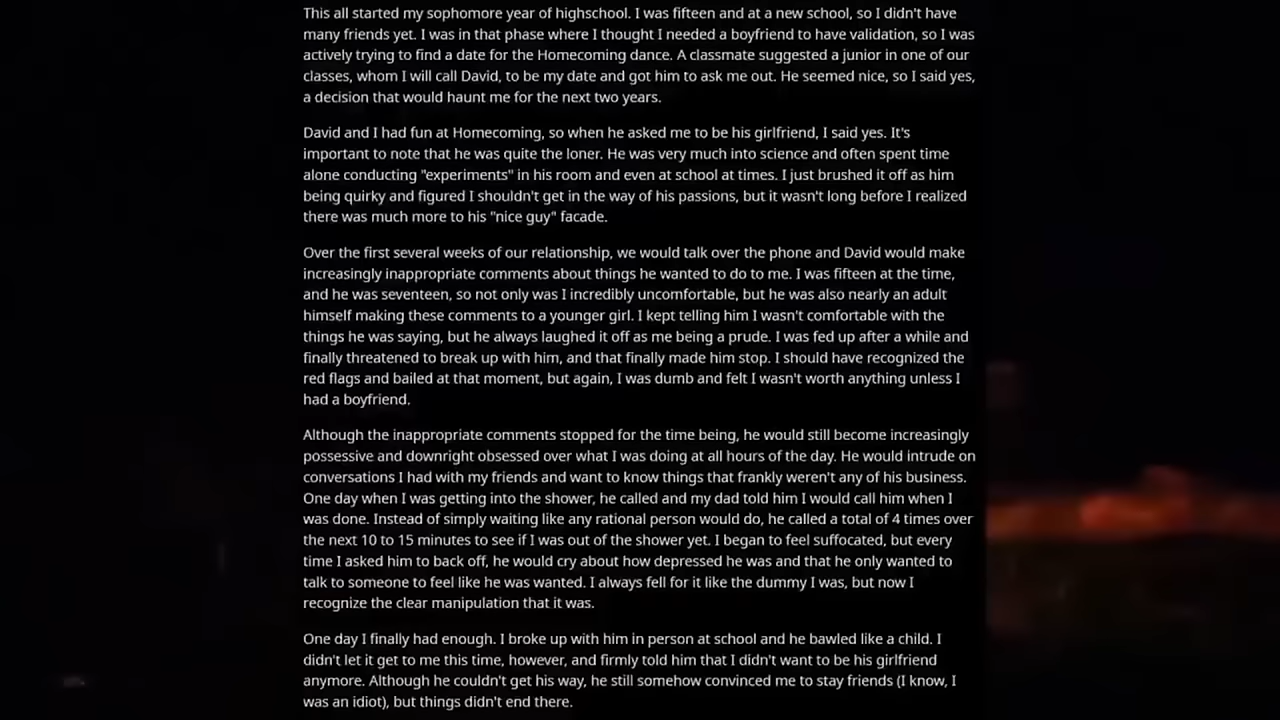 This all started my sophomore year of highschool. I was fifteen and at a new school, so I didn't have
many friends yet. I was in that phase where I thought I needed a boyfriend to have validation, so I was
actively trying to find a date for the Homecoming dance. A classmate suggested a junior in one of our
classes, whom I will call David, to be my date and got him to ask me out. He seemed nice, so I said yes,
a decision that would haunt me for the next two years.
David and I had fun at Homecoming, so when he asked me to be his girlfriend, I said yes. It's
important to note that he was quite the loner. He was very much into science and often spent time
alone conducting "experiments" in his room and even at school at times. I just brushed it off as him
being quirky and figured I shouldn't get in the way of his passions, but it wasn't long before I realized
there was much more to his "nice guy" facade.
Over the first several weeks of our relationship, we would talk over the phone and David would make
increasingly inappropriate comments about things he wanted to do to me. I was fifteen at the time,
and he was seventeen, so not only was I incredibly uncomfortable, but he was also nearly an adult
himself making these comments to a younger girl. I kept telling him I wasn't comfortable with the
things he was saying, but he always laughed it off as me being a prude. I was fed up after a while and
finally threatened to break up with him, and that finally made him stop. I should have recognized the
red flags and bailed at that moment, but again, I was dumb and felt I wasn't worth anything unless I
had a boyfriend.
Although the inappropriate comments stopped for the time being, he would still become increasingly
possessive and downright obsessed over what I was doing at all hours of the day. He would intrude on
conversations I had with my friends and want to know things that frankly weren't any of his business.
One day when I was getting into the shower, he called and my dad told him I would call him when I
was done. Instead of simply waiting like any rational person would do, he called a total of 4 times over
the next 10 to 15 minutes to see if I was out of the shower yet. I began to feel suffocated, but every
time I asked him to back off, he would cry about how depressed he was and that he only wanted to
talk to someone to feel like he was wanted. I always fell for it like the dummy I was, but now I
recognize the clear manipulation that it was.
One day I finally had enough. I broke up with him in person at school and he bawled like a child. I
didn't let it get to me this time, however, and firmly told him that I didn't want to be his girlfriend
anymore. Although he couldn't get his way, he still somehow convinced me to stay friends (I know, I
was an idiot), but things didn't end there.